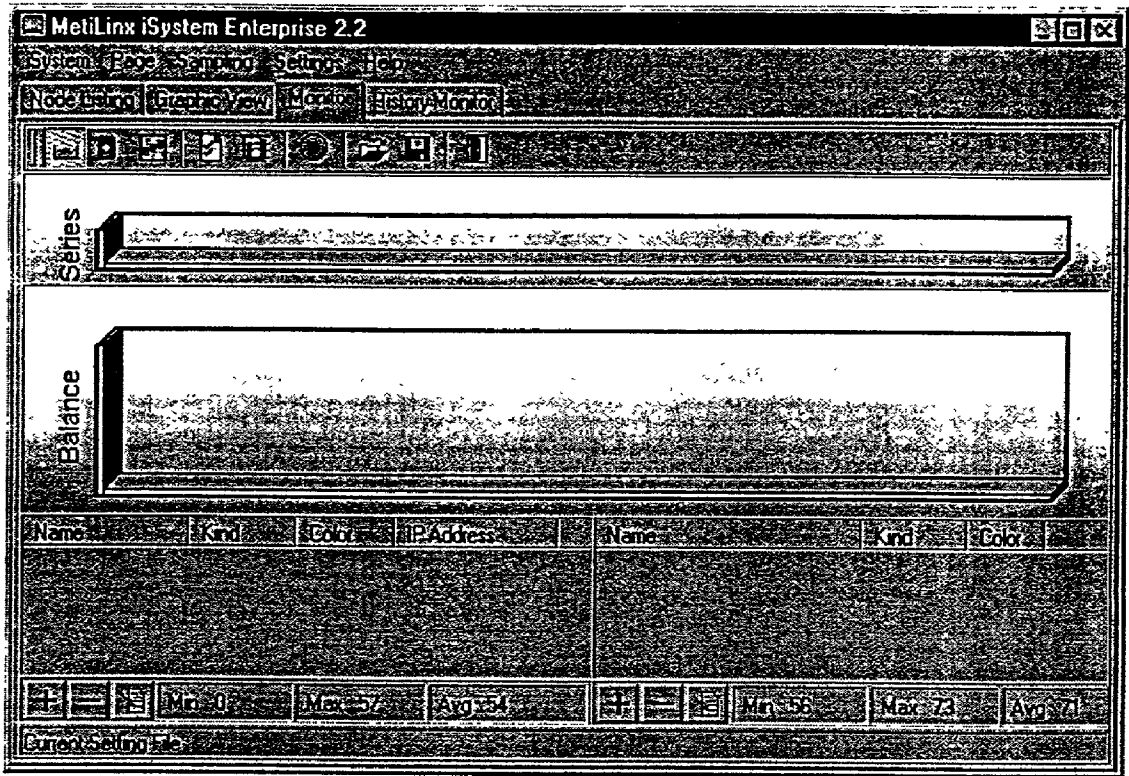 MetiLinx iSystem Enterprise 2.2
iSystem Page Sampling Settings Help
Node Listing Graphic View Monitor History Monitor
Series
Balance
Name Kind Color IP Address Name Kind Color
Min : 0 Max : 57 Avg : 54 Min : 56 Max : 73 Avg : 71
Current Setting File